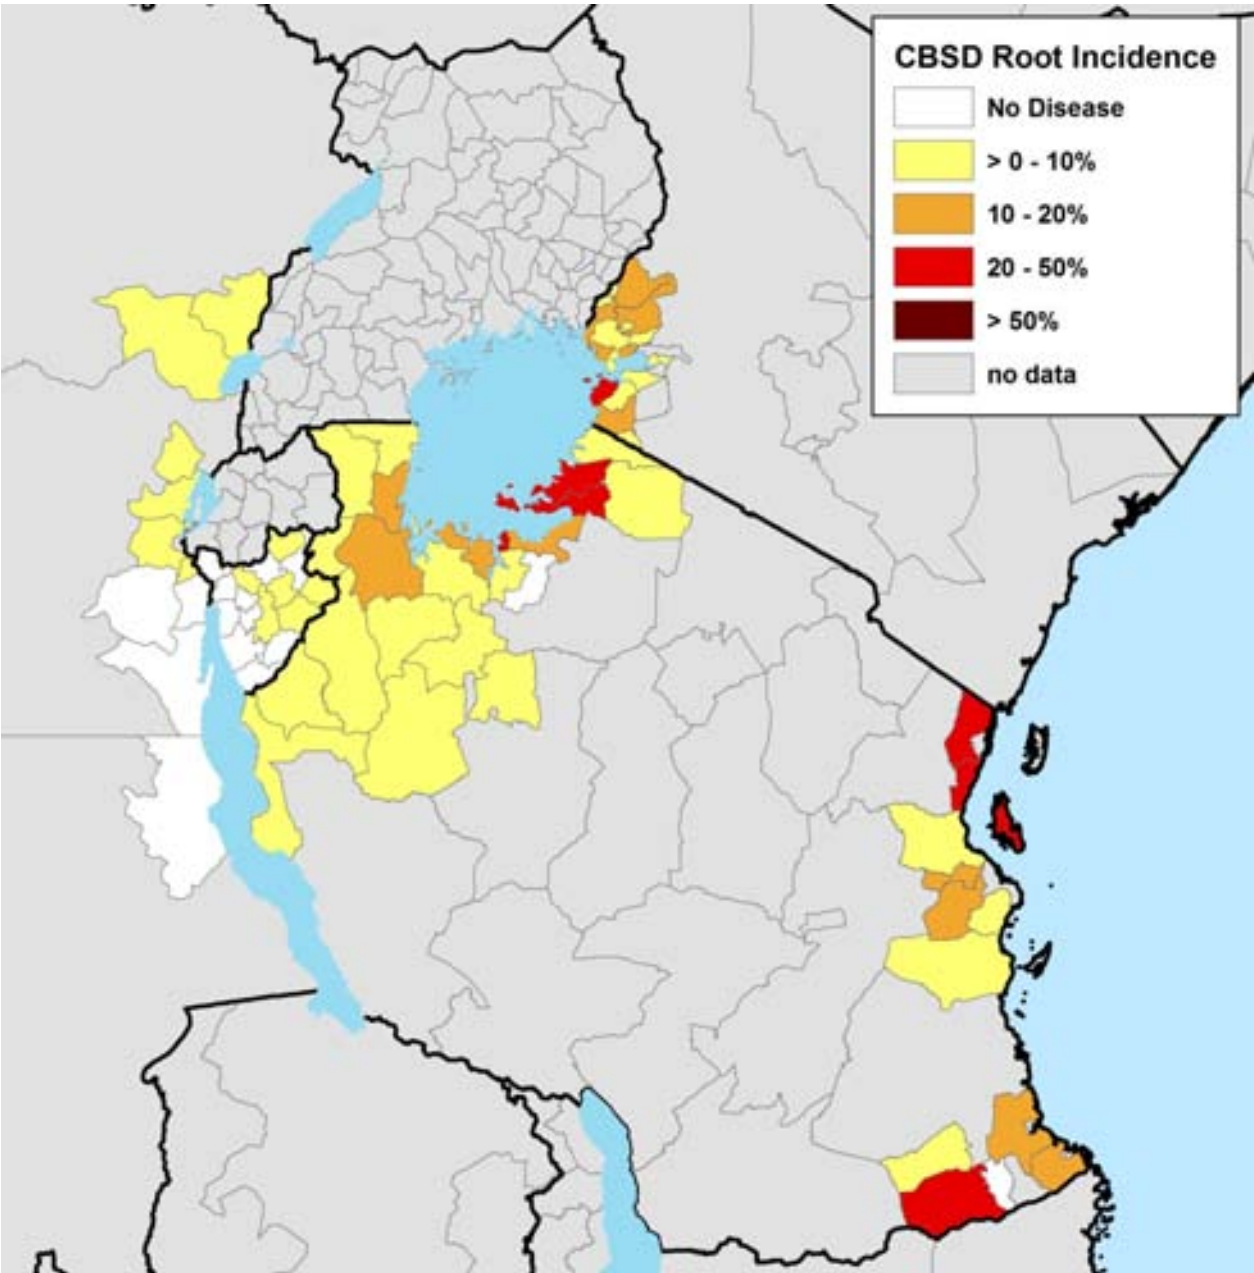 CBSD Root Incidence
No Disease
> 0 - 10%
10 - 20%
20 - 50%
> 50%
no data